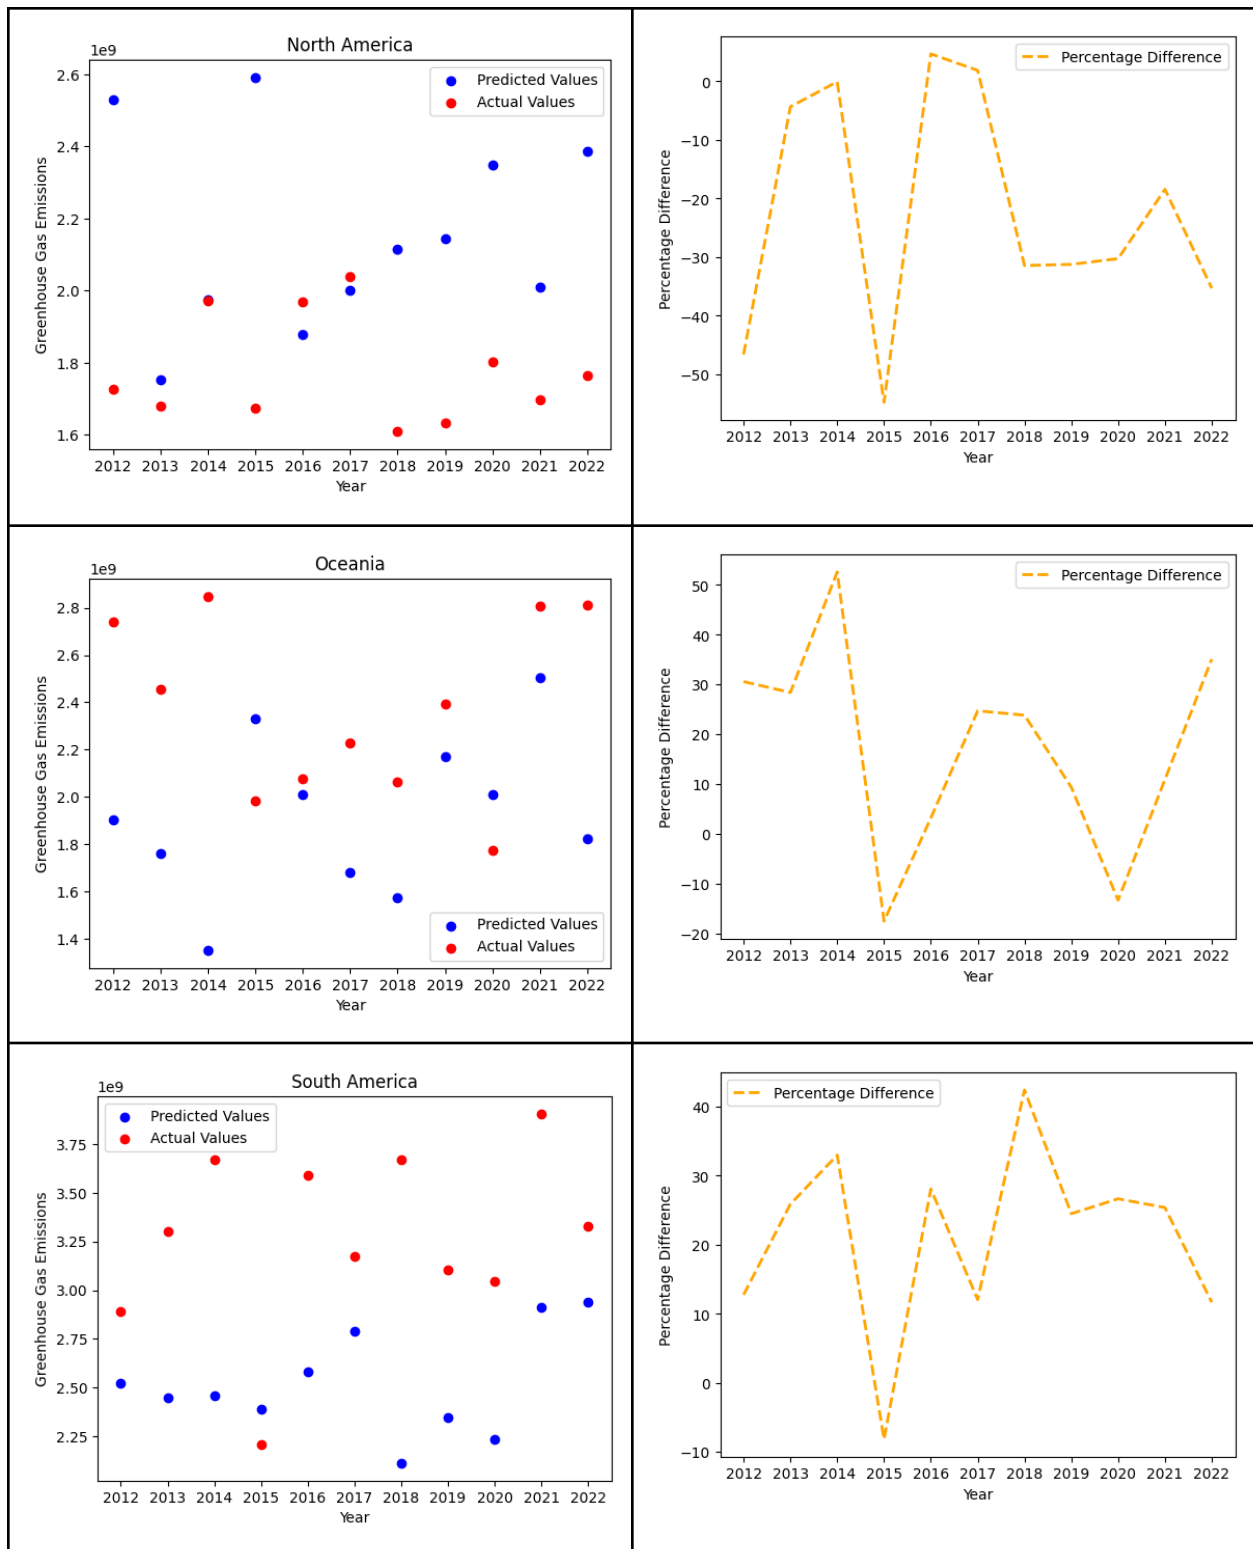 North America
1e9
Greenhouse Gas Emissions
2.6
2.4
2.2
2.0
1.8
1.6
Predicted Values
Actual Values
2012 2013 2014 2015 2016 2017 2018 2019 2020 2021 2022
Year
Percentage Difference
Percentage Difference
0
−10
−20
−30
−40
−50
2012 2013 2014 2015 2016 2017 2018 2019 2020 2021 2022
Year
Oceania
1e9
Greenhouse Gas Emissions
2.8
2.6
2.4
2.2
2.0
1.8
1.6
1.4
Predicted Values
Actual Values
2012 2013 2014 2015 2016 2017 2018 2019 2020 2021 2022
Year
Percentage Difference
Percentage Difference
50
40
30
20
10
0
−10
−20
2012 2013 2014 2015 2016 2017 2018 2019 2020 2021 2022
Year
South America
1e9
Greenhouse Gas Emissions
Predicted Values
Actual Values
3.75
3.50
3.25
3.00
2.75
2.50
2.25
2012 2013 2014 2015 2016 2017 2018 2019 2020 2021 2022
Year
Percentage Difference
Percentage Difference
40
30
20
10
0
−10
2012 2013 2014 2015 2016 2017 2018 2019 2020 2021 2022
Year